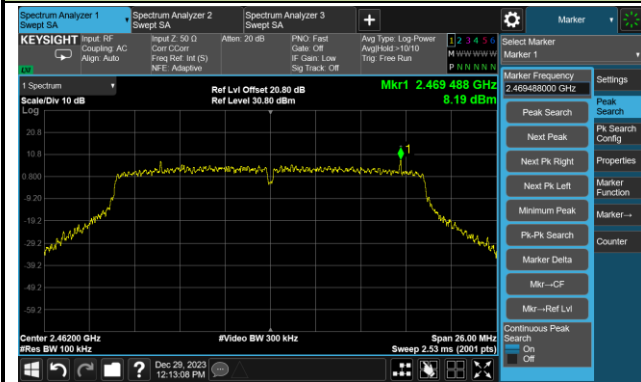 Spectrum Analyzer 1
Swept SA
Spectrum Analyzer 2
Swept SA
Spectrum Analyzer 3
Swept SA
+
Marker
KEYSIGHT
Input: RF
Coupling: AC
Align: Auto
Input Z: 50 Ω
Corr CCorr
Freq Ref: Int (S)
NFE: Adaptive
Atten: 20 dB
PNO: Fast
Gate: Off
IF Gain: Low
Sig Track: Off
Avg Type: Log-Power
Avg|Hold:>10/10
Trig: Free Run
1 2 3 4 5 6
M W W W W W
P N N N N N
Select Marker
Marker 1
1 Spectrum
Scale/Div 10 dB
Log
Ref Lvl Offset 20.80 dB
Ref Level 30.80 dBm
Mkr1 2.469 488 GHz
8.19 dBm
20.8
10.8
0.800
-9.20
-19.2
-29.2
-39.2
-49.2
-59.2
1
Center 2.46200 GHz
#Res BW 100 kHz
#Video BW 300 kHz
Span 26.00 MHz
Sweep 2.53 ms (2001 pts)
Marker Frequency
2.469488000 GHz
Peak Search
Next Peak
Next Pk Right
Next Pk Left
Minimum Peak
Pk-Pk Search
Marker Delta
Mkr→CF
Mkr→Ref Lvl
Continuous Peak
Search
On
Off
Settings
Peak
Search
Pk Search
Config
Properties
Marker
Function
Marker→
Counter
?
Dec 29, 2023
12:13:08 PM